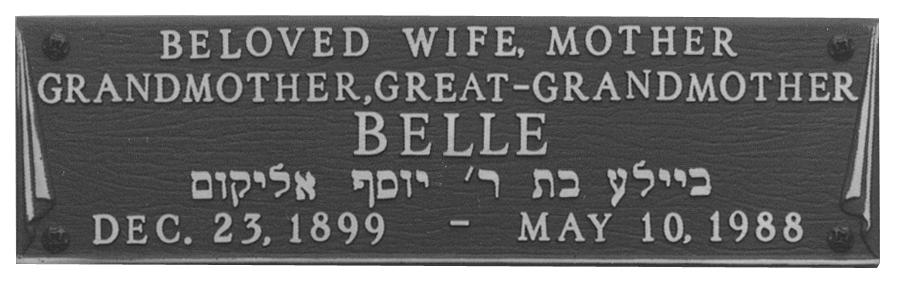 BELOVED WIFE, MOTHER
GRANDMOTHER, GREAT-GRANDMOTHER
BELLE
ביילע בת ר׳ יוסף אליקום
DEC. 23, 1899 - MAY 10, 1988